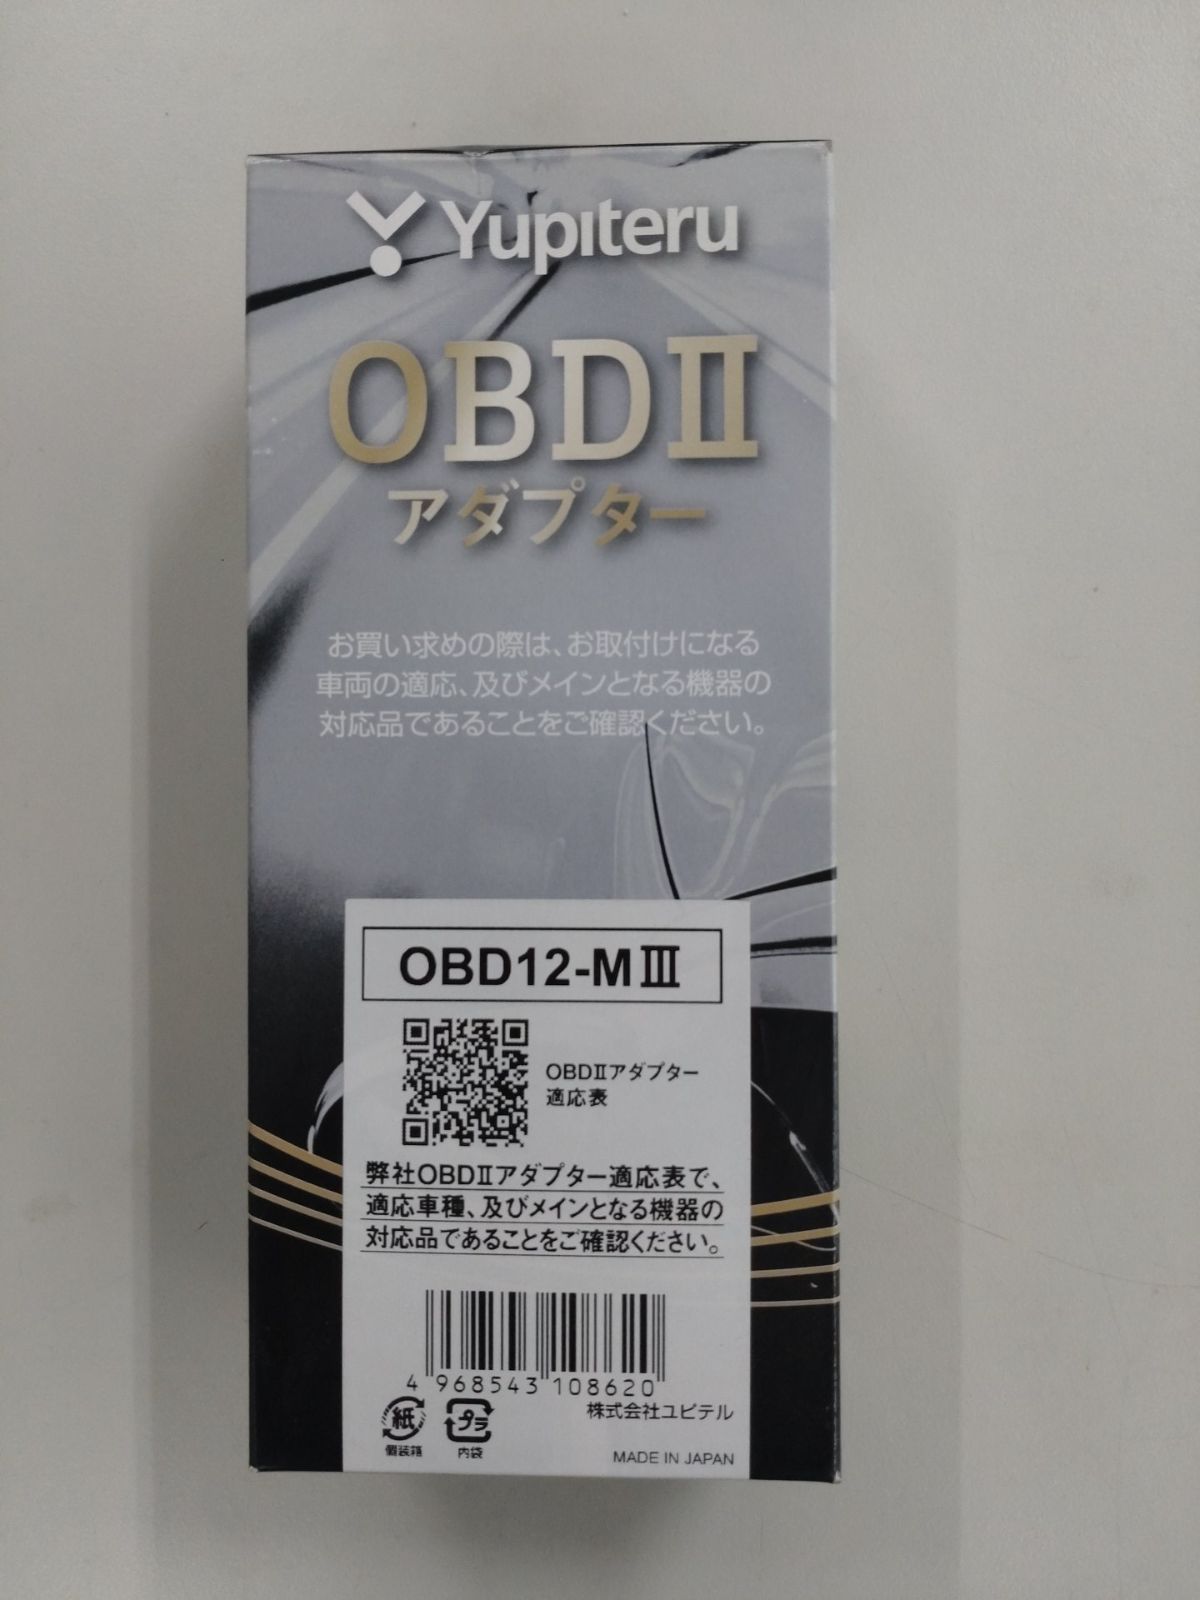 Yupiteru
OBDⅡ
アダプター
お買い求めの際は、お取付けになる
車両の適応、及びメインとなる機器の
対応品であることをご確認ください。
OBD12-MⅢ
OBDⅡアダプター
適応表
弊社OBDⅡアダプター適応表で、
適応車種、及びメインとなる機器の
対応品であることをご確認ください。
4 968543 108620
株式会社ユピテル
紙
個装箱
プラ
内袋
MADE IN JAPAN